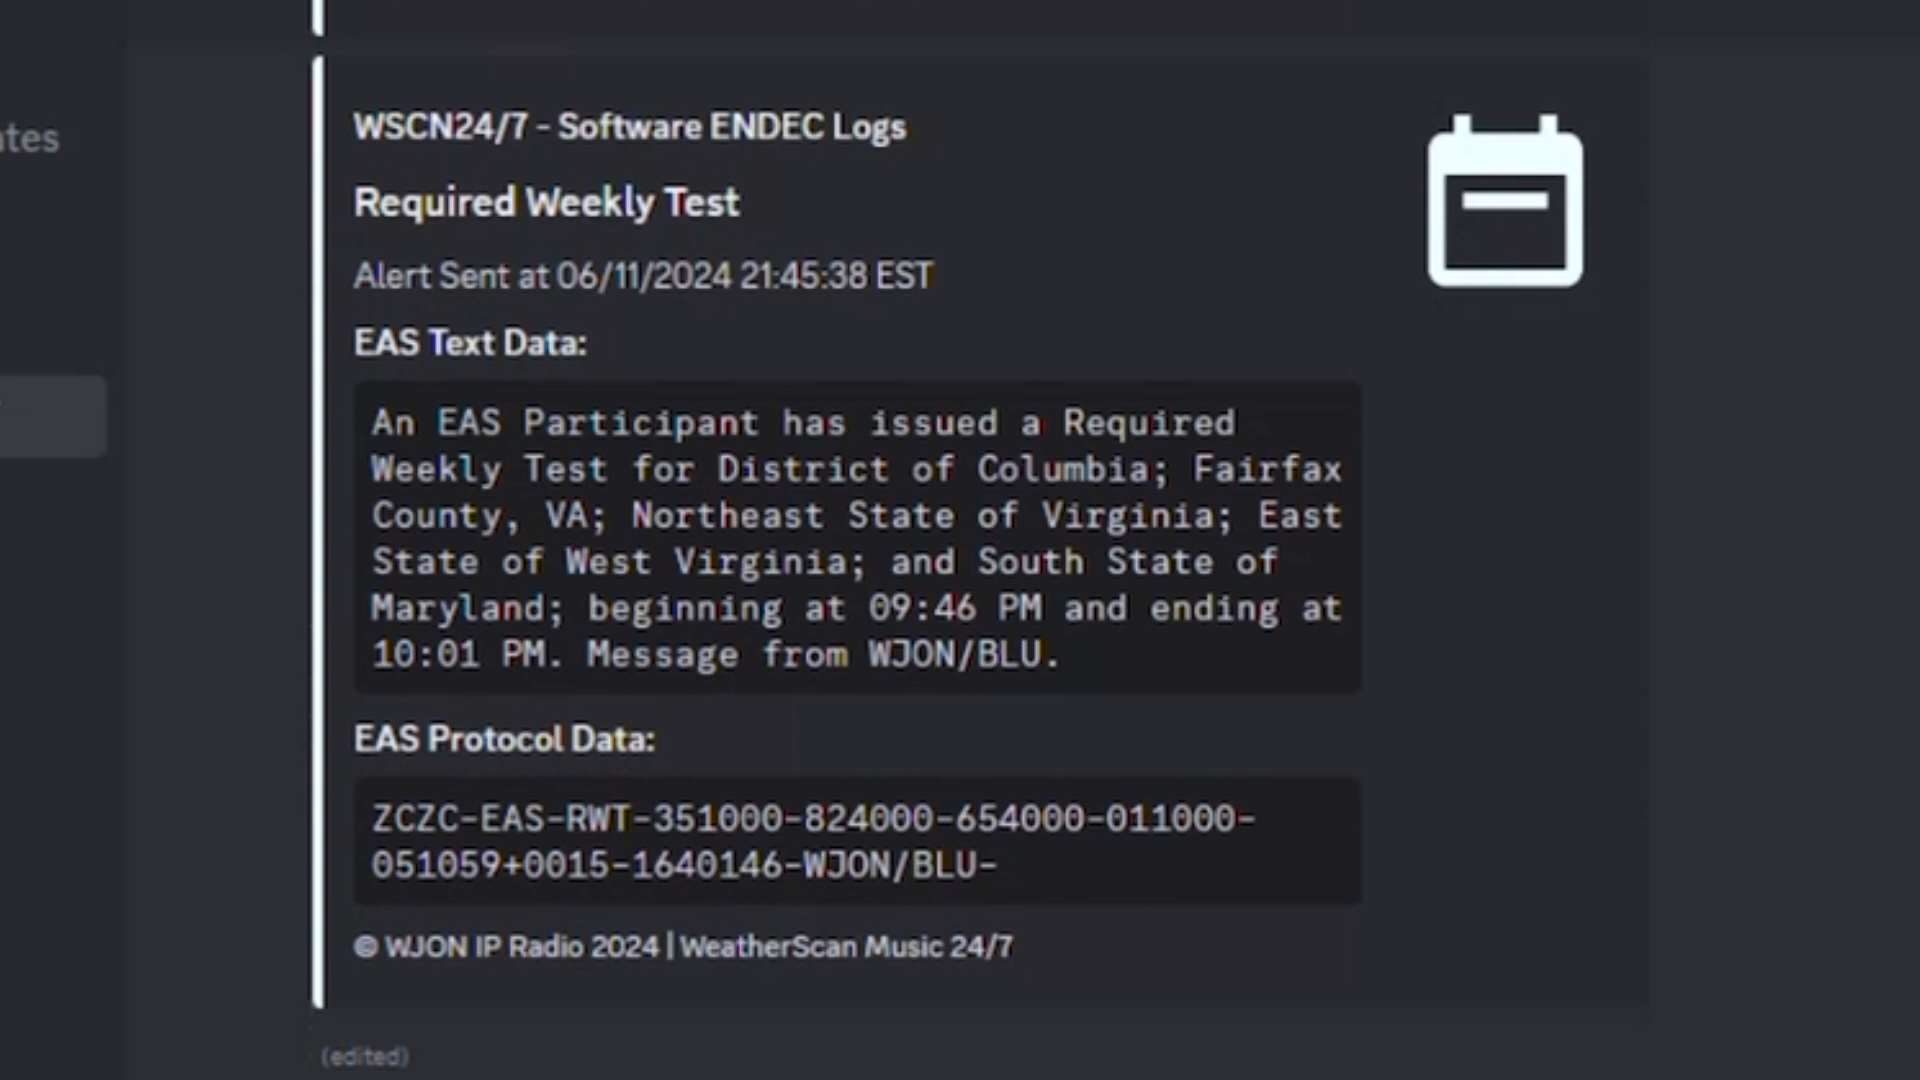 WSCN24/7 - Software ENDEC Logs
Required Weekly Test
Alert Sent at 06/11/2024 21:45:38 EST
EAS Text Data:
An EAS Participant has issued a Required
Weekly Test for District of Columbia; Fairfax
County, VA; Northeast State of Virginia; East
State of West Virginia; and South State of
Maryland; beginning at 09:46 PM and ending at
10:01 PM. Message from WJON/BLU.
EAS Protocol Data:
ZCZC-EAS-RWT-351000-824000-654000-011000-
051059+0015-1640146-WJON/BLU-
© WJON IP Radio 2024 | WeatherScan Music 24/7
(edited)